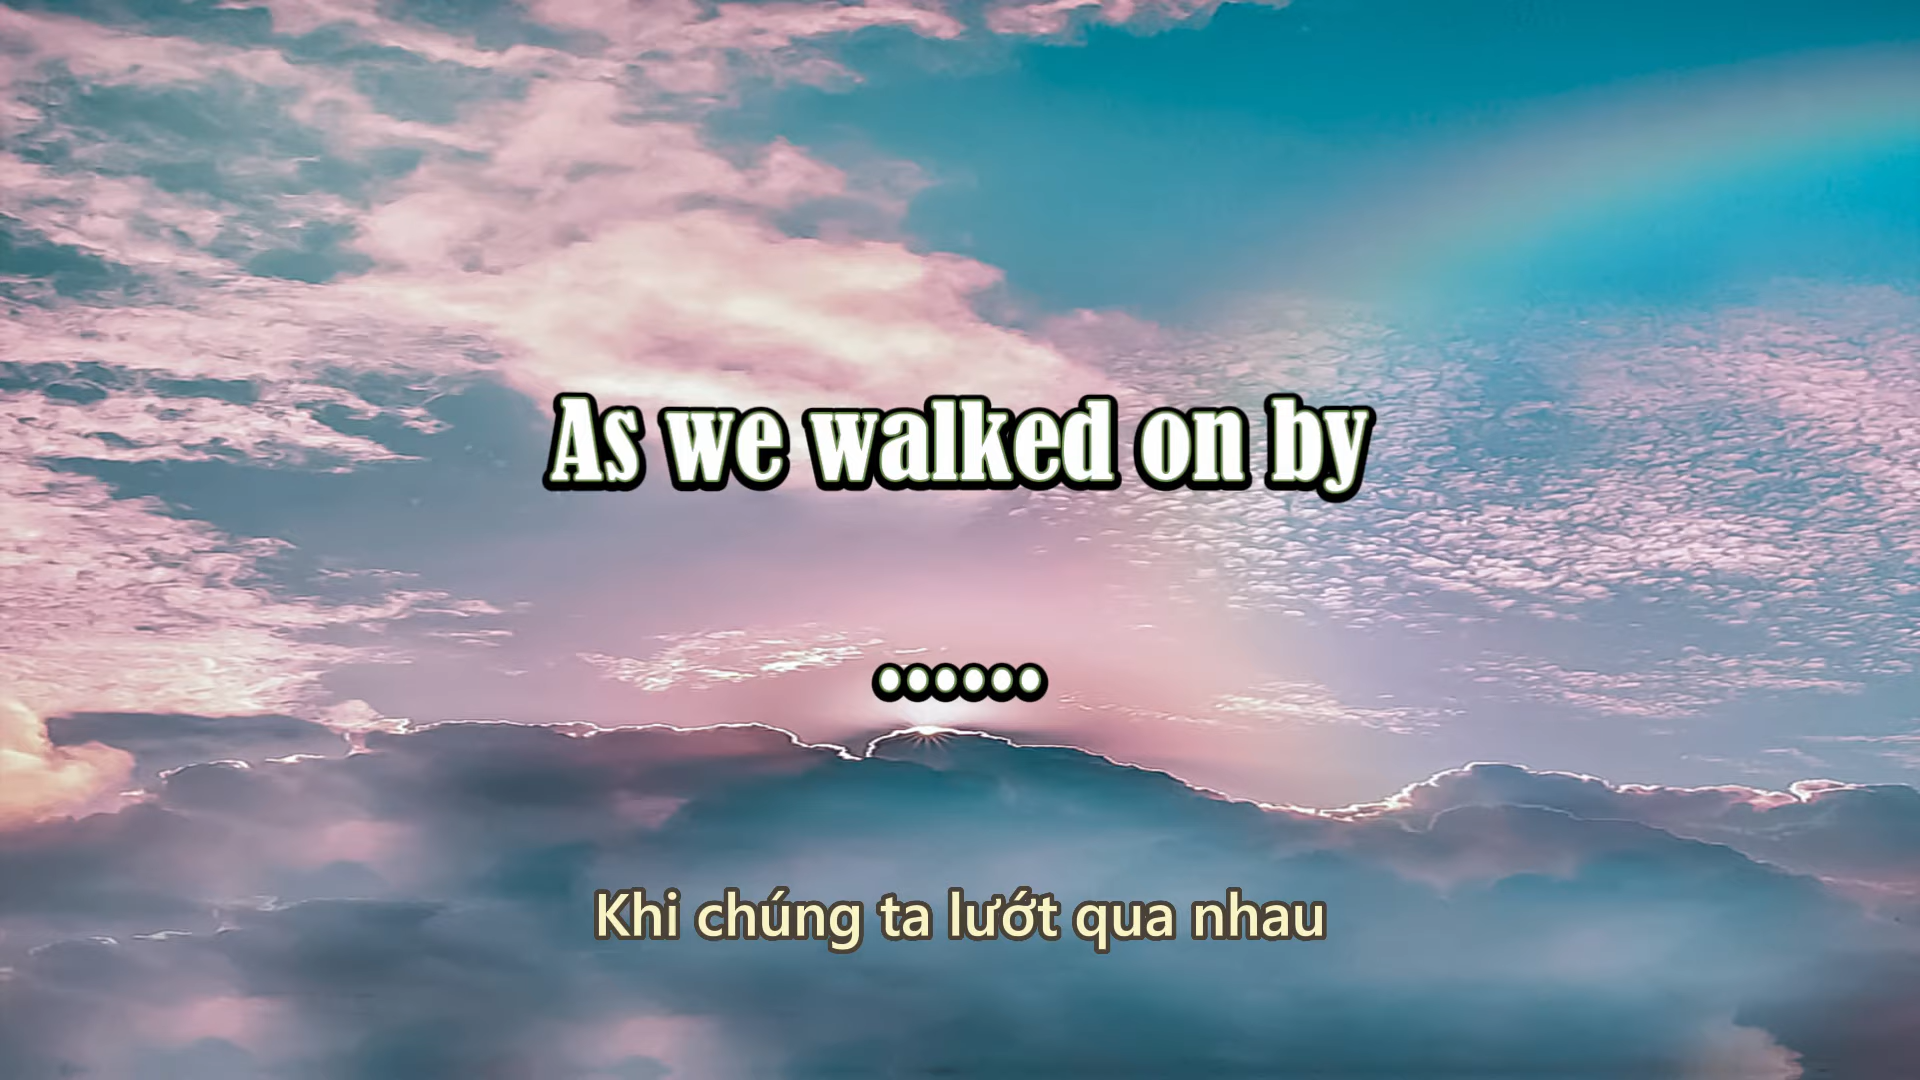 As we walked on by
••••••
Khi chúng ta lướt qua nhau